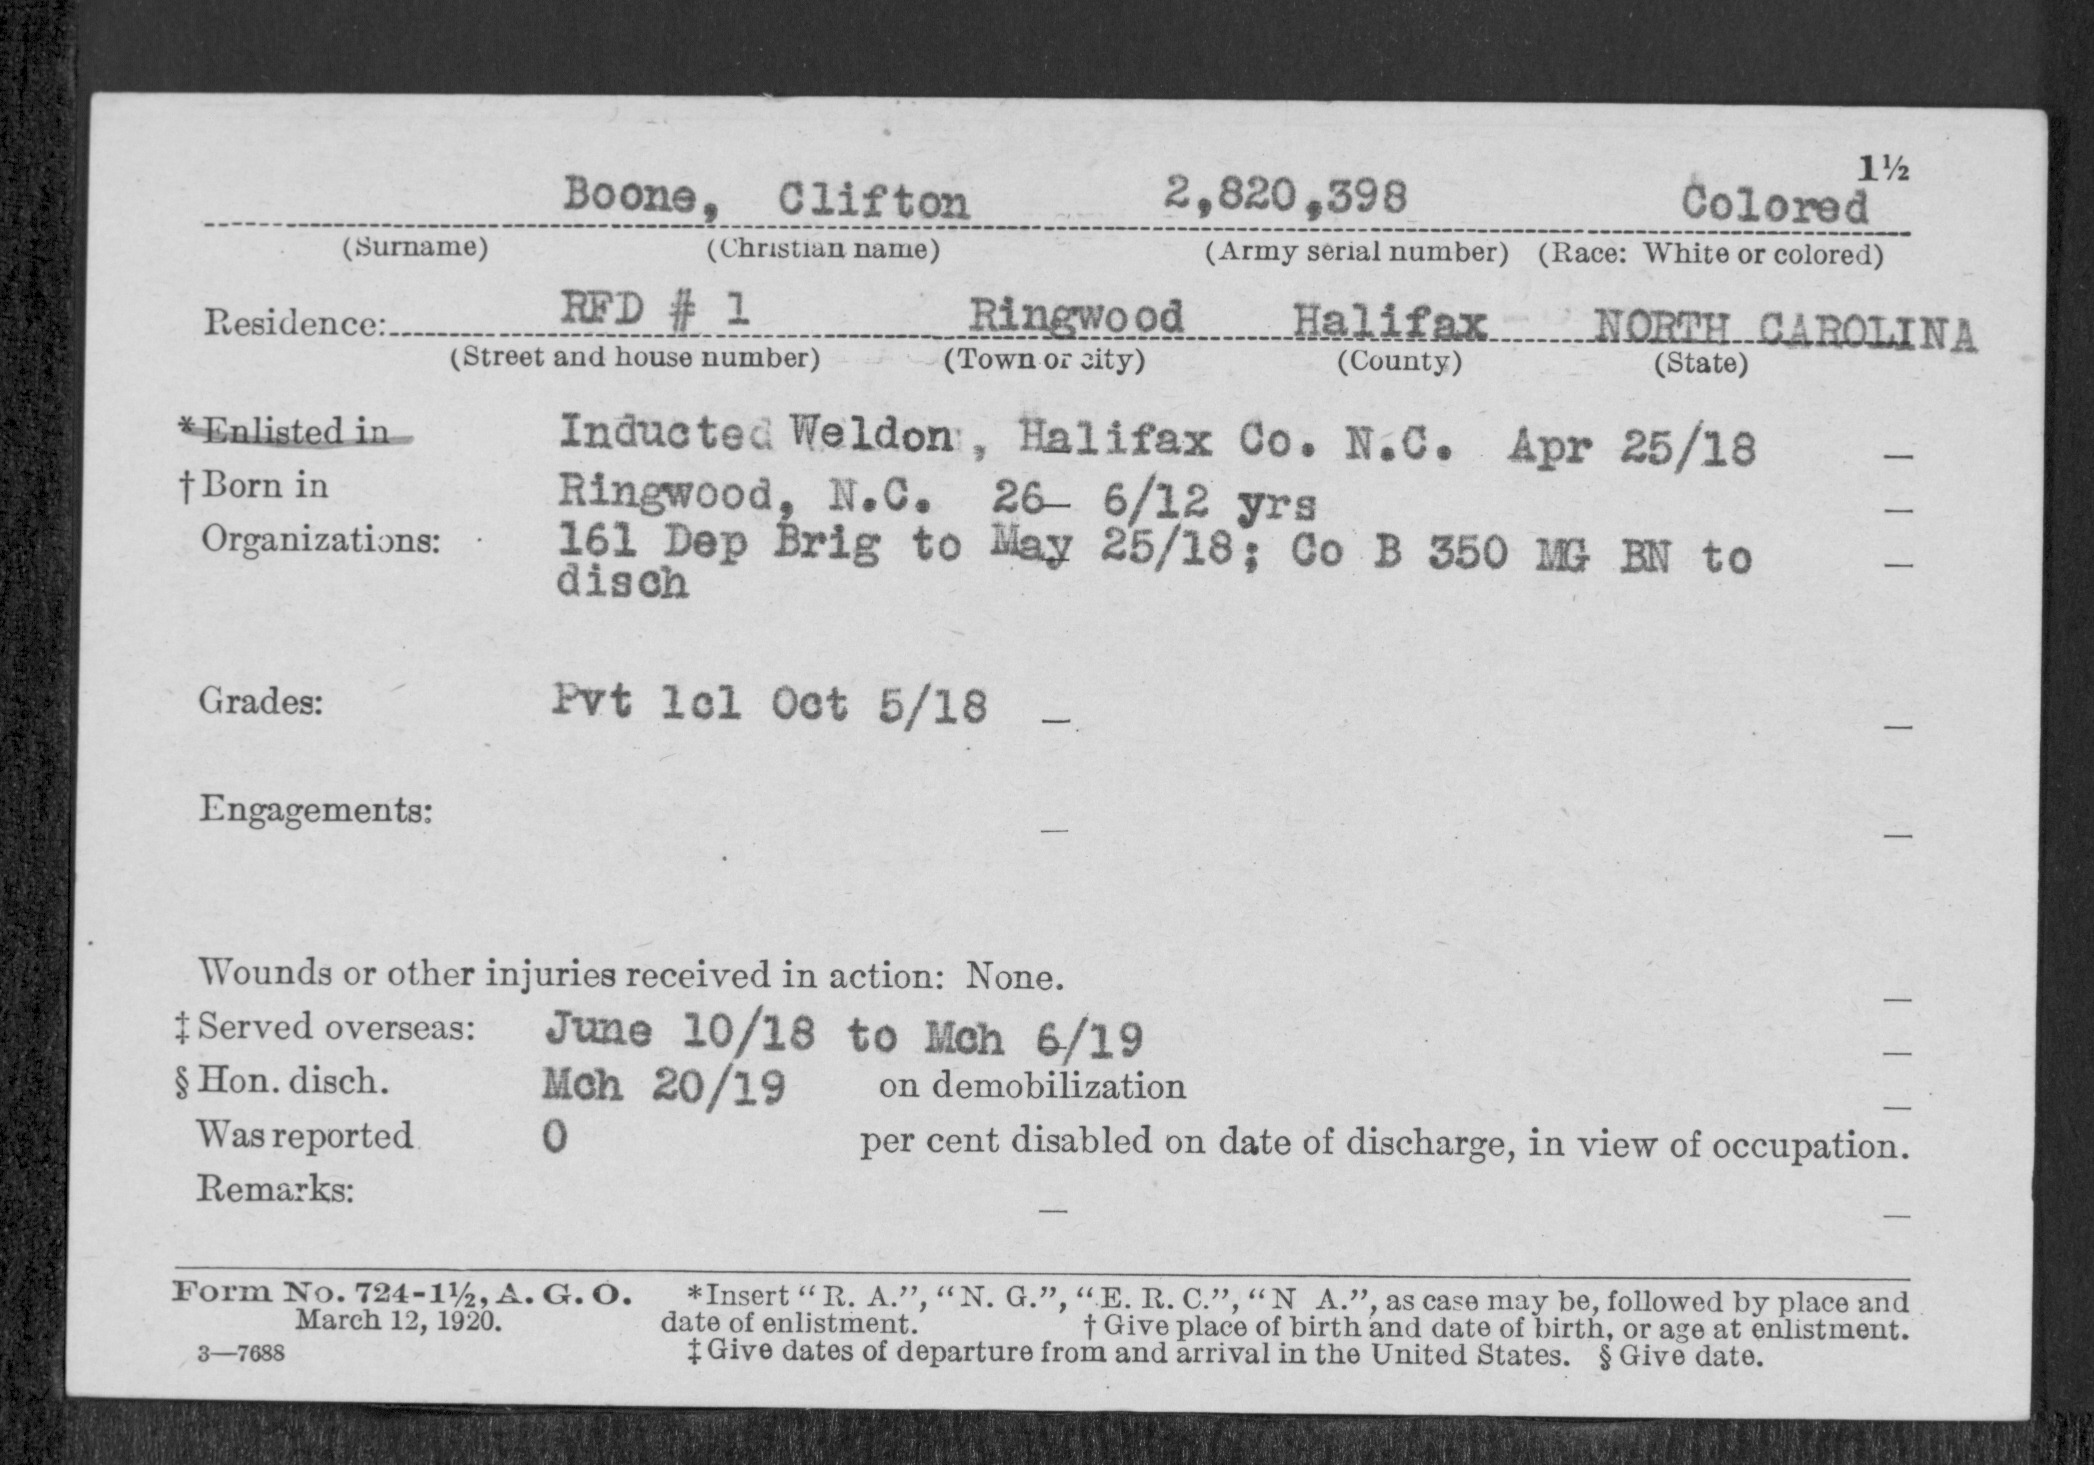 1½
Boone, Clifton 2,820,398 Colored
(Surname) (Christian name) (Army serial number) (Race: White or colored)
Residence: RFD # 1 Ringwood Halifax NORTH CAROLINA
(Street and house number) (Town or city) (County) (State)
*Enlisted in Inducted Weldon, Halifax Co. N.C. Apr 25/18 —
†Born in Ringwood, N.C. 26— 6/12 yrs —
Organizations: 161 Dep Brig to May 25/18; Co B 350 MG BN to —
disch
Grades: Pvt 1cl Oct 5/18 — —
Engagements: — —
Wounds or other injuries received in action: None. —
‡Served overseas: June 10/18 to Mch 6/19 —
§Hon. disch. Mch 20/19 on demobilization —
Was reported 0 per cent disabled on date of discharge, in view of occupation.
Remarks: — —
Form No. 724-1½, A. G. O. *Insert "R. A.", "N. G.", "E. R. C.", "N A.", as case may be, followed by place and
March 12, 1920. date of enlistment. †Give place of birth and date of birth, or age at enlistment.
3—7688 ‡Give dates of departure from and arrival in the United States. §Give date.